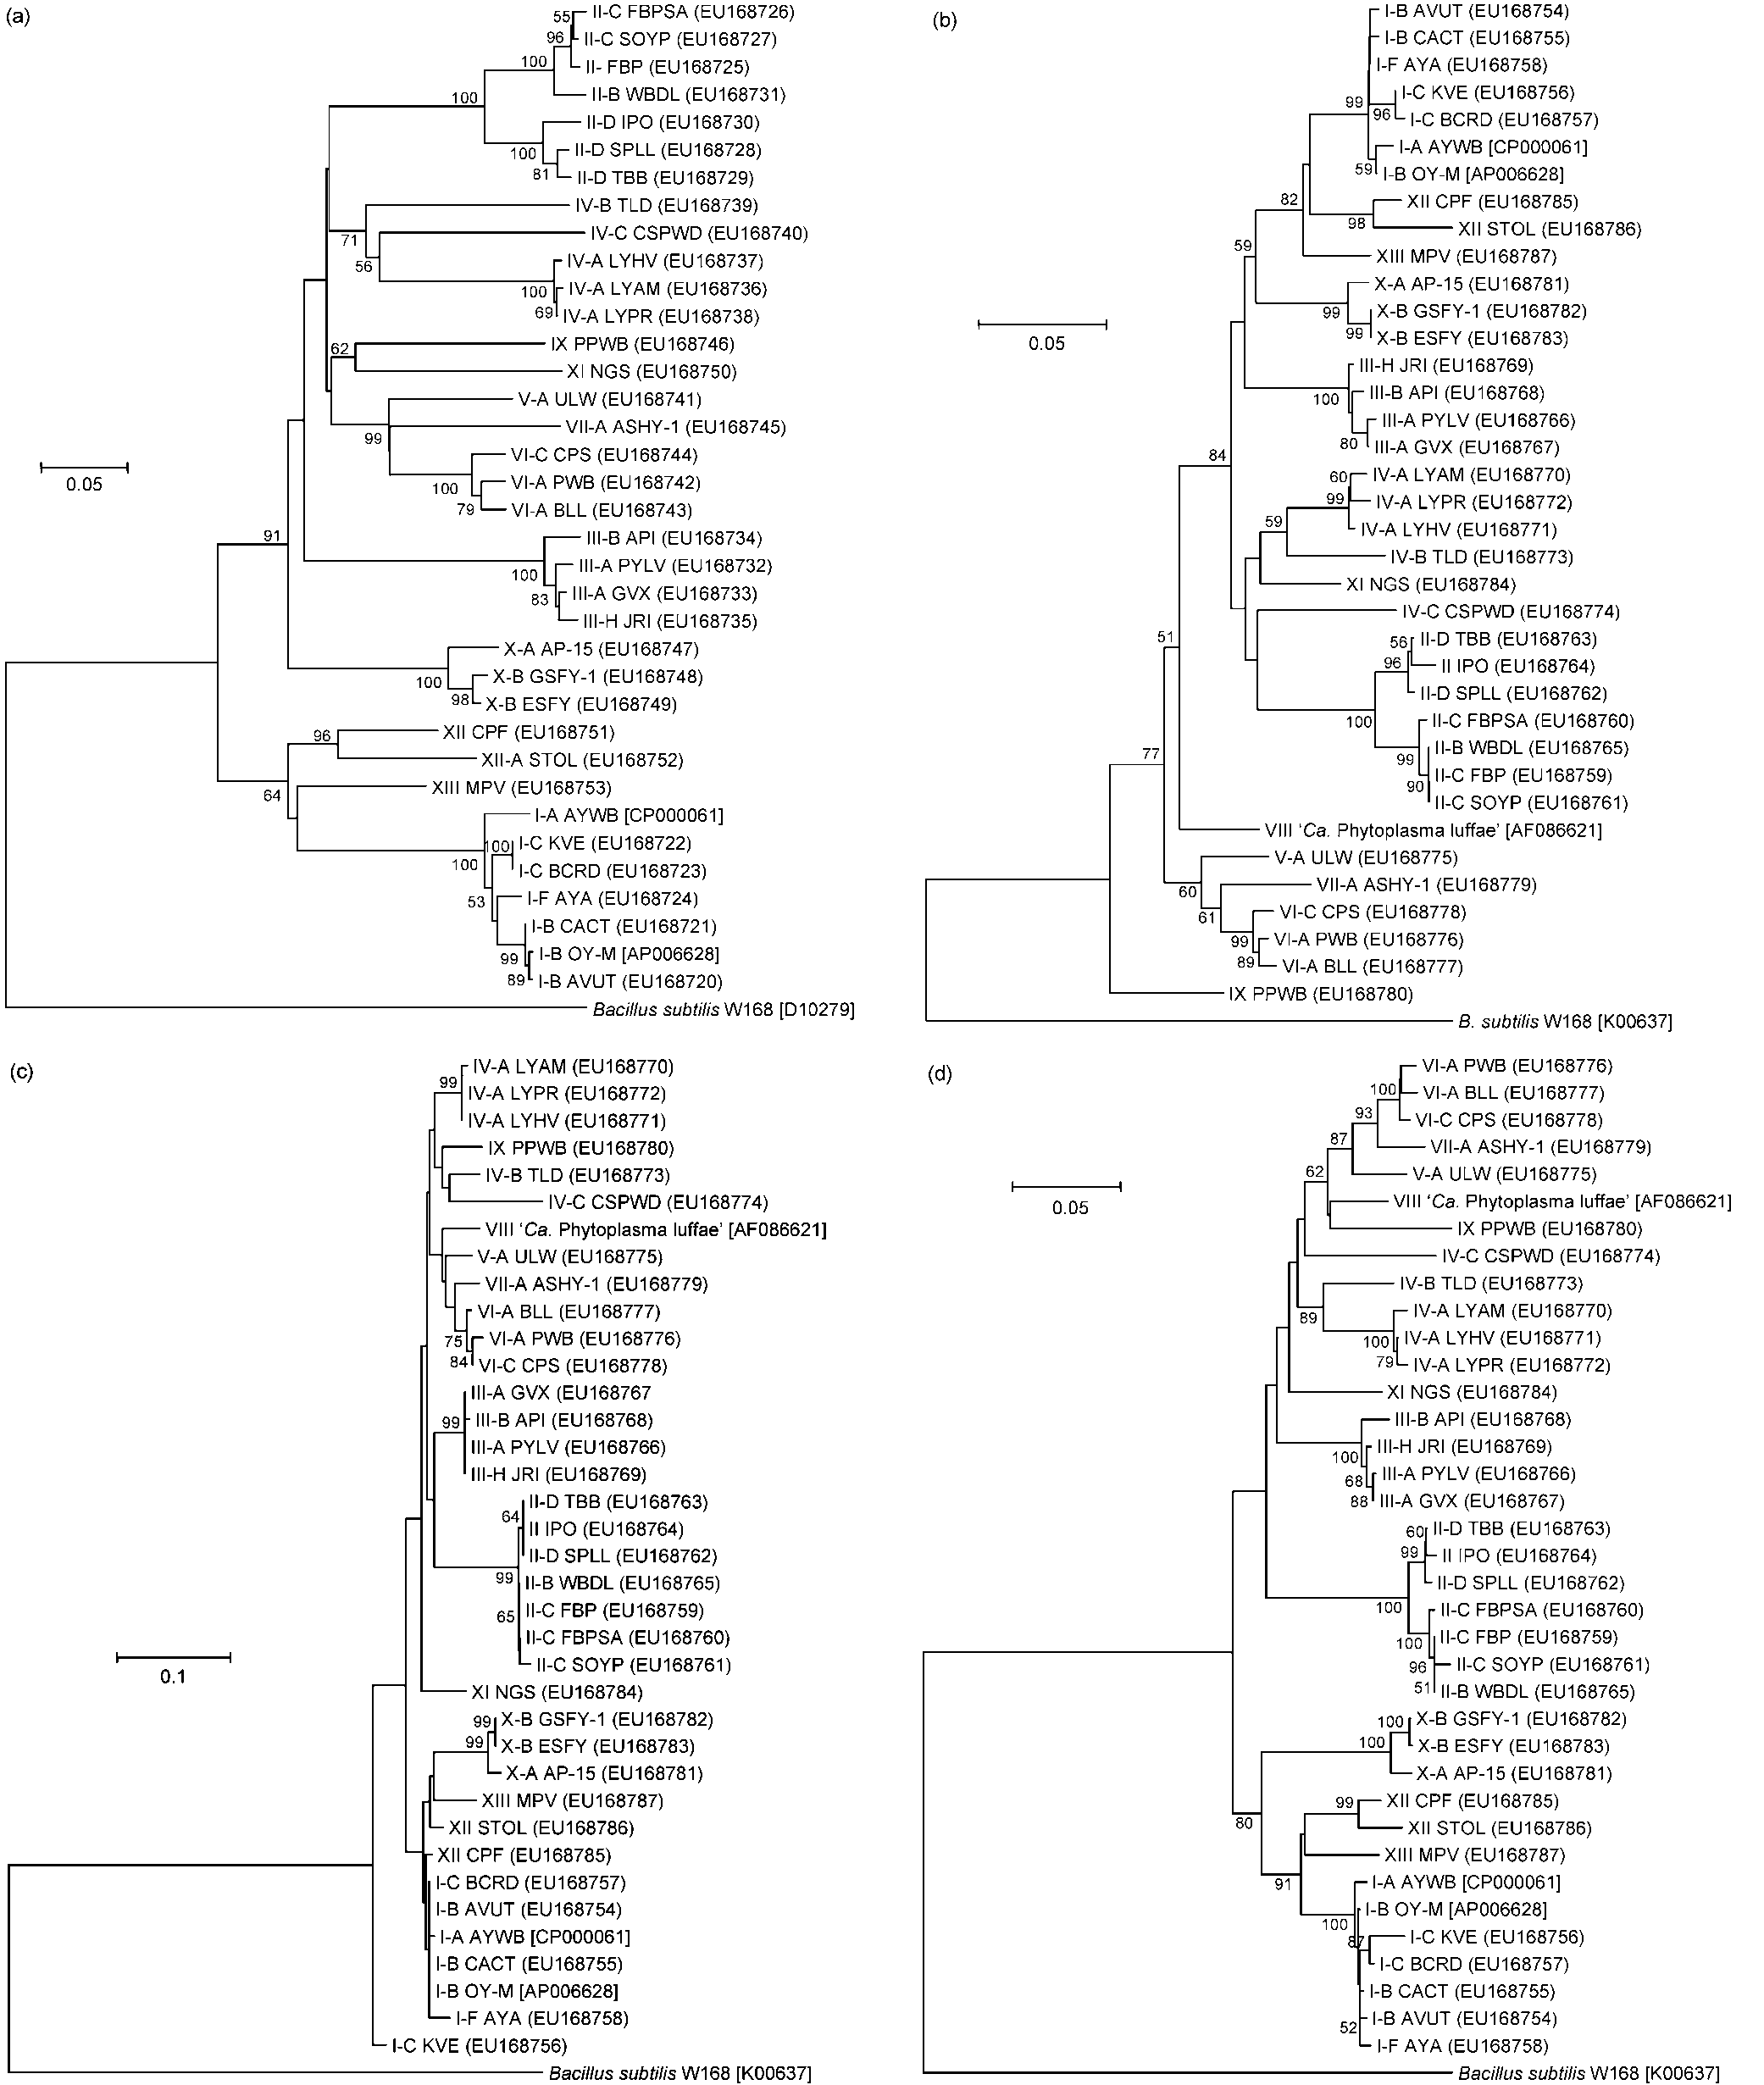 (a)
55
II-C FBPSA (EU168726)
96
II-C SOYP (EU168727)
100
II- FBP (EU168725)
II-B WBDL (EU168731)
100
II-D IPO (EU168730)
100
II-D SPLL (EU168728)
81
II-D TBB (EU168729)
IV-B TLD (EU168739)
71
IV-C CSPWD (EU168740)
56
IV-A LYHV (EU168737)
100
IV-A LYAM (EU168736)
69
IV-A LYPR (EU168738)
62
IX PPWB (EU168746)
XI NGS (EU168750)
V-A ULW (EU168741)
99
VII-A ASHY-1 (EU168745)
VI-C CPS (EU168744)
100
VI-A PWB (EU168742)
79
VI-A BLL (EU168743)
0.05
91
III-B API (EU168734)
100
III-A PYLV (EU168732)
83
III-A GVX (EU168733)
III-H JRI (EU168735)
X-A AP-15 (EU168747)
100
X-B GSFY-1 (EU168748)
98
X-B ESFY (EU168749)
96
XII CPF (EU168751)
XII-A STOL (EU168752)
64
XIII MPV (EU168753)
I-A AYWB [CP000061]
100
I-C KVE (EU168722)
100
I-C BCRD (EU168723)
53
I-F AYA (EU168724)
I-B CACT (EU168721)
99
I-B OY-M [AP006628]
89
I-B AVUT (EU168720)
Bacillus subtilis W168 [D10279]
(b)
I-B AVUT (EU168754)
I-B CACT (EU168755)
I-F AYA (EU168758)
99
I-C KVE (EU168756)
96
I-C BCRD (EU168757)
I-A AYWB [CP000061]
59
I-B OY-M [AP006628]
82
XII CPF (EU168785)
98
XII STOL (EU168786)
59
XIII MPV (EU168787)
X-A AP-15 (EU168781)
99
X-B GSFY-1 (EU168782)
99
X-B ESFY (EU168783)
0.05
III-H JRI (EU168769)
100
III-B API (EU168768)
III-A PYLV (EU168766)
80
III-A GVX (EU168767)
84
60
IV-A LYAM (EU168770)
99
IV-A LYPR (EU168772)
59
IV-A LYHV (EU168771)
IV-B TLD (EU168773)
XI NGS (EU168784)
IV-C CSPWD (EU168774)
51
56
II-D TBB (EU168763)
96
II IPO (EU168764)
II-D SPLL (EU168762)
100
II-C FBPSA (EU168760)
II-B WBDL (EU168765)
99
II-C FBP (EU168759)
90
II-C SOYP (EU168761)
77
VIII ‘Ca. Phytoplasma luffae’ [AF086621]
V-A ULW (EU168775)
60
VII-A ASHY-1 (EU168779)
61
VI-C CPS (EU168778)
99
VI-A PWB (EU168776)
89
VI-A BLL (EU168777)
IX PPWB (EU168780)
B. subtilis W168 [K00637]
(c)
IV-A LYAM (EU168770)
99
IV-A LYPR (EU168772)
IV-A LYHV (EU168771)
IX PPWB (EU168780)
IV-B TLD (EU168773)
IV-C CSPWD (EU168774)
VIII ‘Ca. Phytoplasma luffae’ [AF086621]
V-A ULW (EU168775)
VII-A ASHY-1 (EU168779)
VI-A BLL (EU168777)
75
VI-A PWB (EU168776)
84
VI-C CPS (EU168778)
III-A GVX (EU168767
99
III-B API (EU168768)
III-A PYLV (EU168766)
III-H JRI (EU168769)
II-D TBB (EU168763)
64
II IPO (EU168764)
II-D SPLL (EU168762)
99
II-B WBDL (EU168765)
65
II-C FBP (EU168759)
II-C FBPSA (EU168760)
II-C SOYP (EU168761)
0.1
XI NGS (EU168784)
99
X-B GSFY-1 (EU168782)
99
X-B ESFY (EU168783)
X-A AP-15 (EU168781)
XIII MPV (EU168787)
XII STOL (EU168786)
XII CPF (EU168785)
I-C BCRD (EU168757)
I-B AVUT (EU168754)
I-A AYWB [CP000061]
I-B CACT (EU168755)
I-B OY-M [AP006628]
I-F AYA (EU168758)
I-C KVE (EU168756)
Bacillus subtilis W168 [K00637]
(d)
VI-A PWB (EU168776)
100
VI-A BLL (EU168777)
93
VI-C CPS (EU168778)
87
VII-A ASHY-1 (EU168779)
62
V-A ULW (EU168775)
VIII ‘Ca. Phytoplasma luffae’ [AF086621]
0.05
IX PPWB (EU168780)
IV-C CSPWD (EU168774)
IV-B TLD (EU168773)
89
IV-A LYAM (EU168770)
100
IV-A LYHV (EU168771)
79
IV-A LYPR (EU168772)
XI NGS (EU168784)
III-B API (EU168768)
100
III-H JRI (EU168769)
68
III-A PYLV (EU168766)
88
III-A GVX (EU168767)
60
II-D TBB (EU168763)
99
II IPO (EU168764)
II-D SPLL (EU168762)
100
II-C FBPSA (EU168760)
100
II-C FBP (EU168759)
96
II-C SOYP (EU168761)
51
II-B WBDL (EU168765)
100
X-B GSFY-1 (EU168782)
100
X-B ESFY (EU168783)
X-A AP-15 (EU168781)
99
XII CPF (EU168785)
80
XII STOL (EU168786)
XIII MPV (EU168787)
91
I-A AYWB [CP000061]
100
I-B OY-M [AP006628]
87
I-C KVE (EU168756)
I-C BCRD (EU168757)
I-B CACT (EU168755)
52
I-B AVUT (EU168754)
I-F AYA (EU168758)
Bacillus subtilis W168 [K00637]